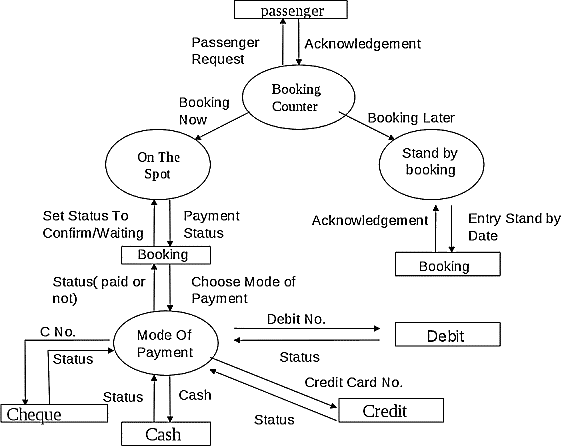 passenger
Passenger
Request
Acknowledgement
Booking
Counter
Booking
Now
Booking Later
On The
Spot
Stand by
booking
Set Status To
Confirm/Waiting
Payment
Status
Acknowledgement
Entry Stand by
Date
Booking
Booking
Status( paid or
not)
Choose Mode of
Payment
C No.
Status
Mode Of
Payment
Debit No.
Status
Debit
Credit Card No.
Status
Credit
Cheque
Status
Cash
Cash